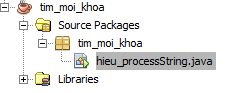 tim_moi_khoa
Source Packages
tim_moi_khoa
hieu_processString.java
Libraries